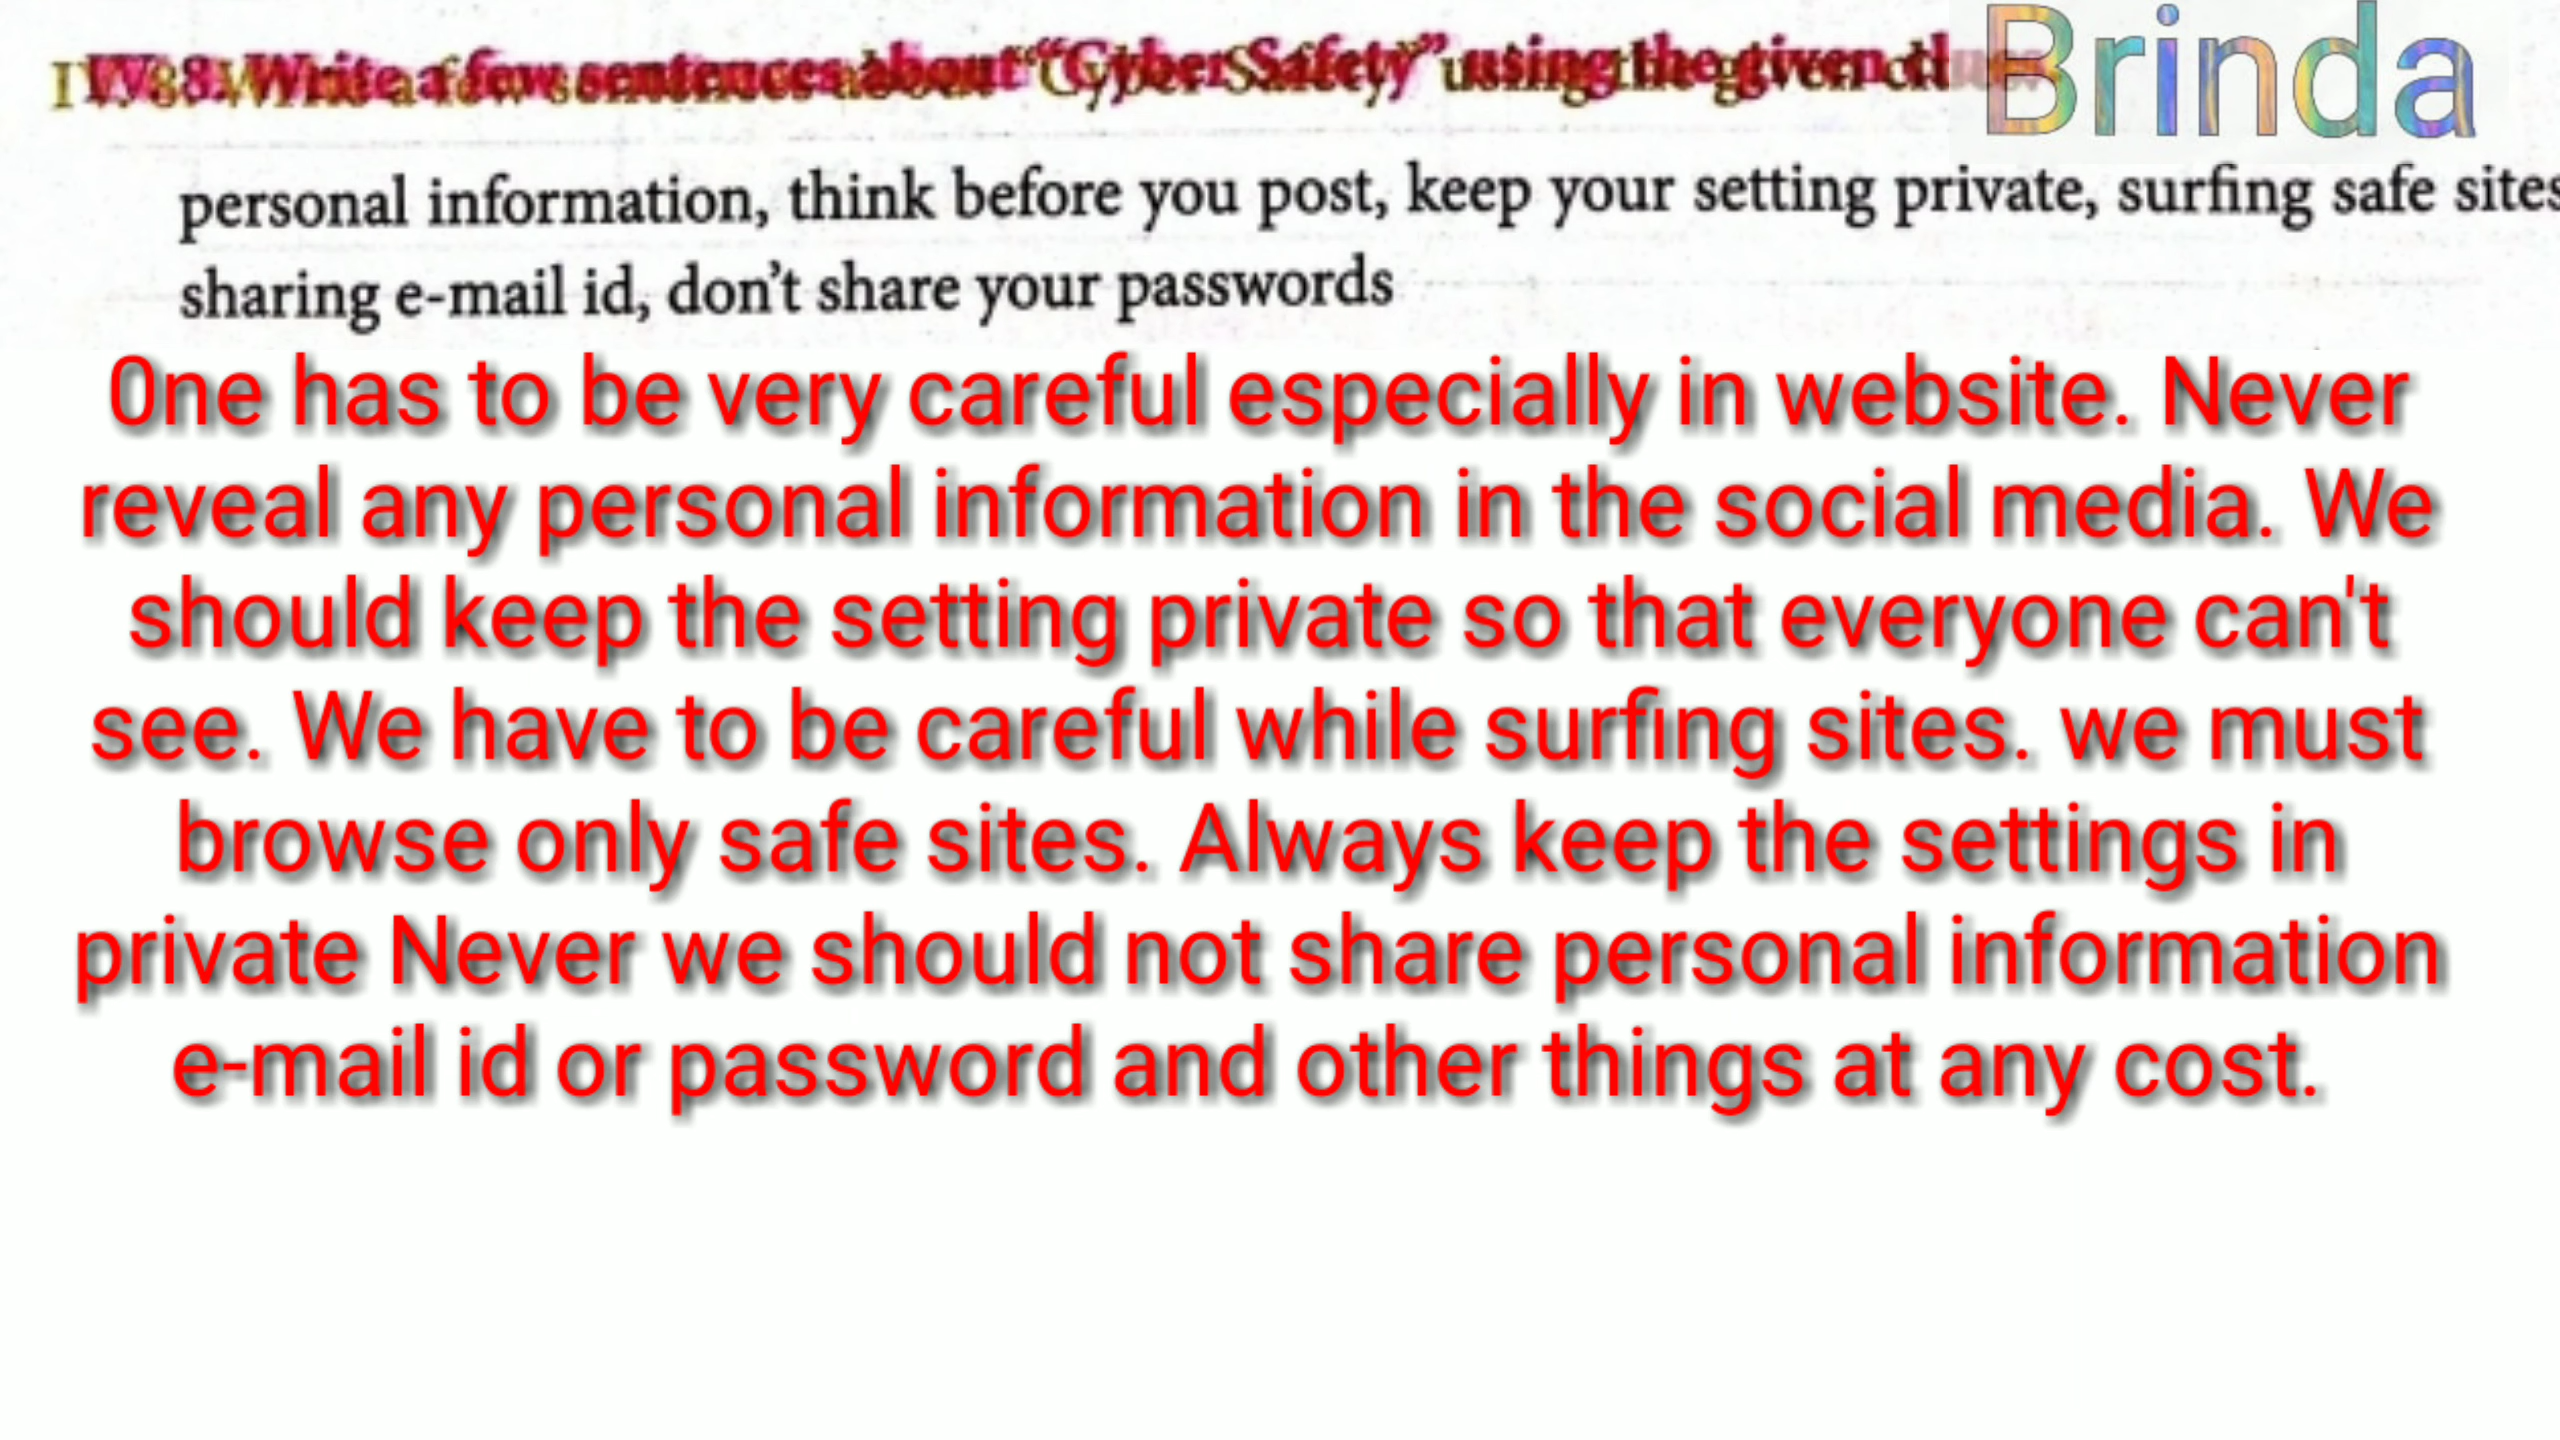 IV. 8. Write a few sentences about “Cyber Safety” using the given
Brinda
personal information, think before you post, keep your setting private, surfing safe sites
sharing e-mail id, don’t share your passwords
One has to be very careful especially in website. Never
reveal any personal information in the social media. We
should keep the setting private so that everyone can't
see. We have to be careful while surfing sites. we must
browse only safe sites. Always keep the settings in
private Never we should not share personal information
e-mail id or password and other things at any cost.